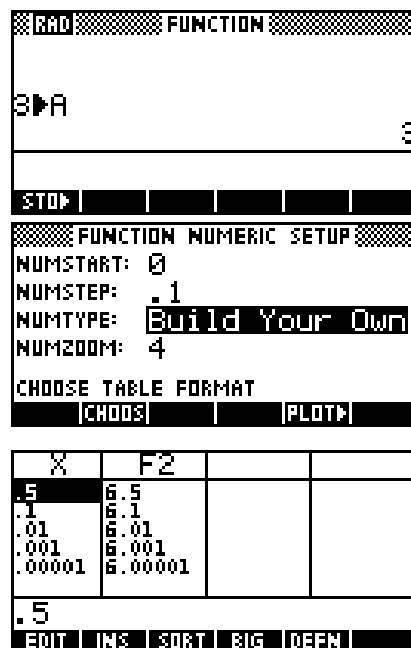 RAD FUNCTION
3▶A
3
STO▶
FUNCTION NUMERIC SETUP
NUMSTART: 0
NUMSTEP: .1
NUMTYPE: Build Your Own
NUMZOOM: 4
CHOOSE TABLE FORMAT
CHOOS PLOT▶
X F2
.5 6.5
.1 6.1
.01 6.01
.001 6.001
.00001 6.00001
.5
EDIT INS SORT BIG DEFN